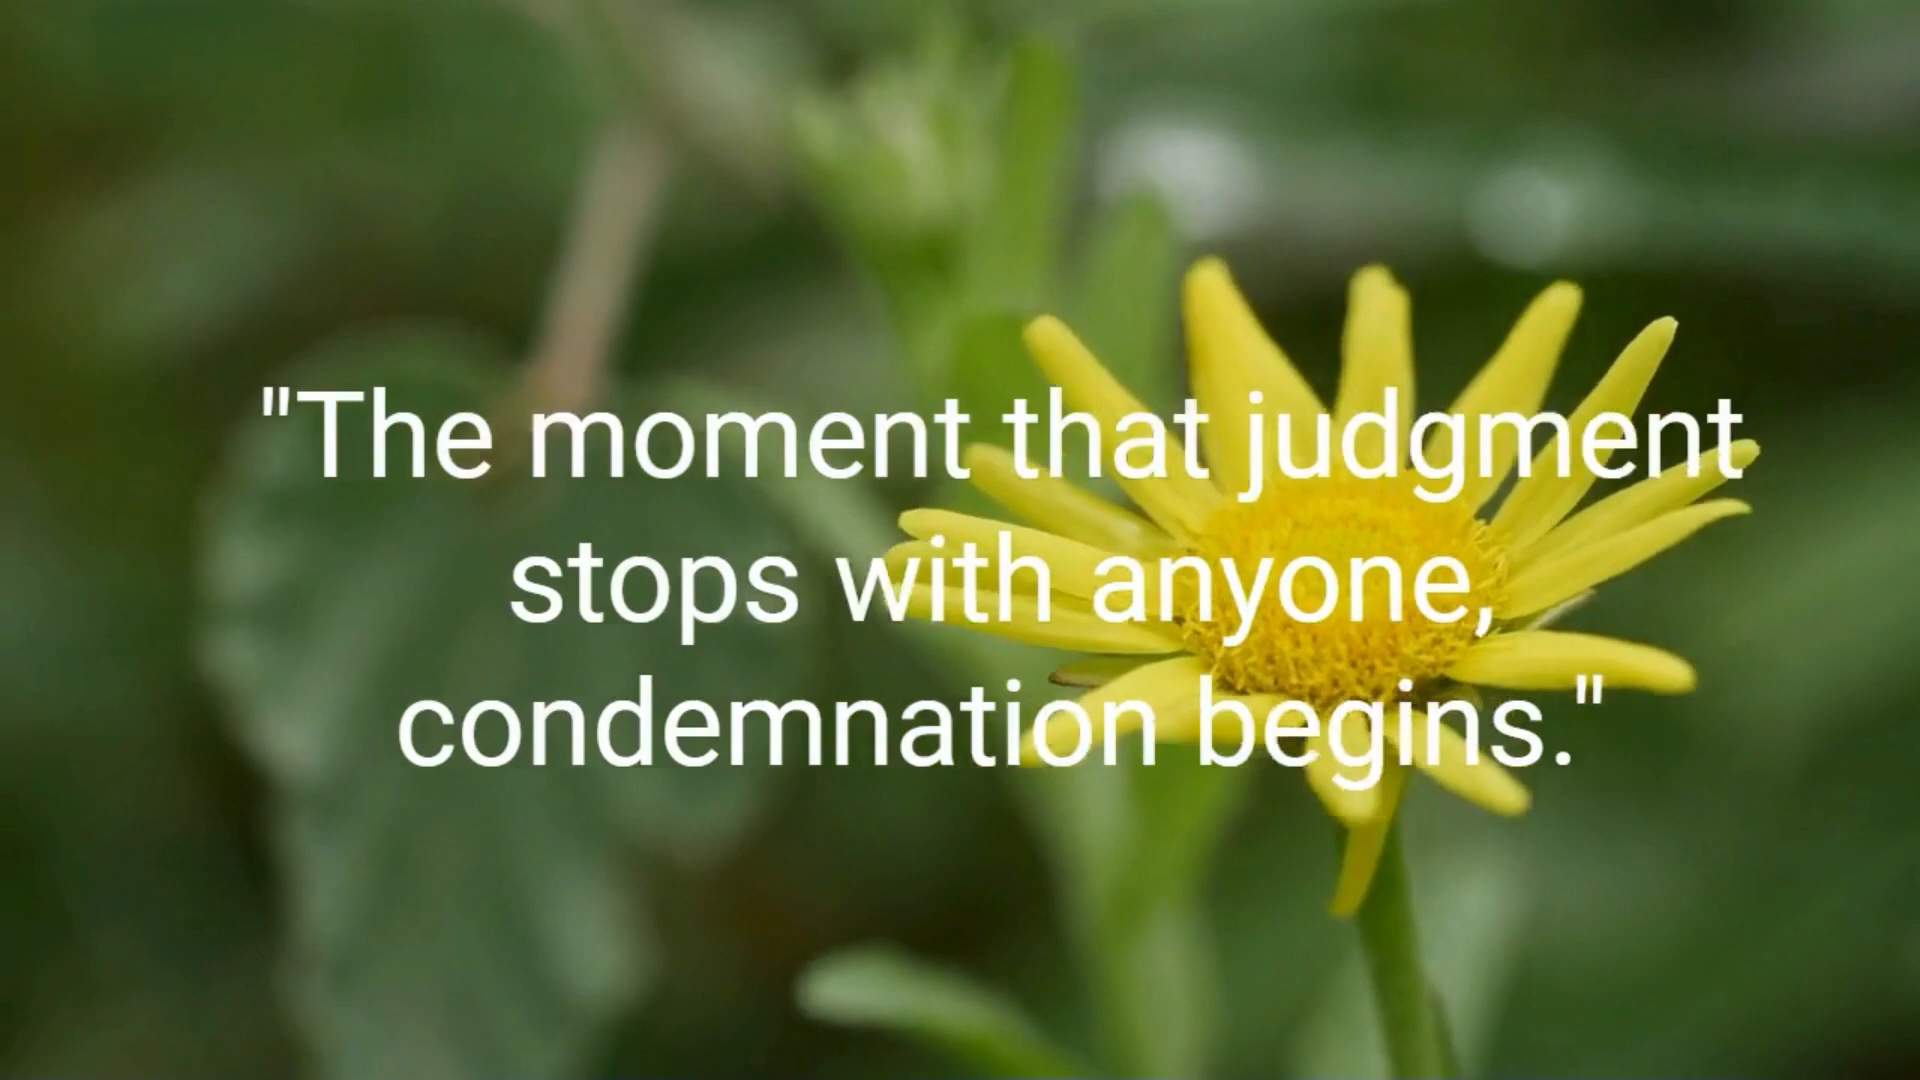 "The moment that judgment
stops with anyone,
condemnation begins."